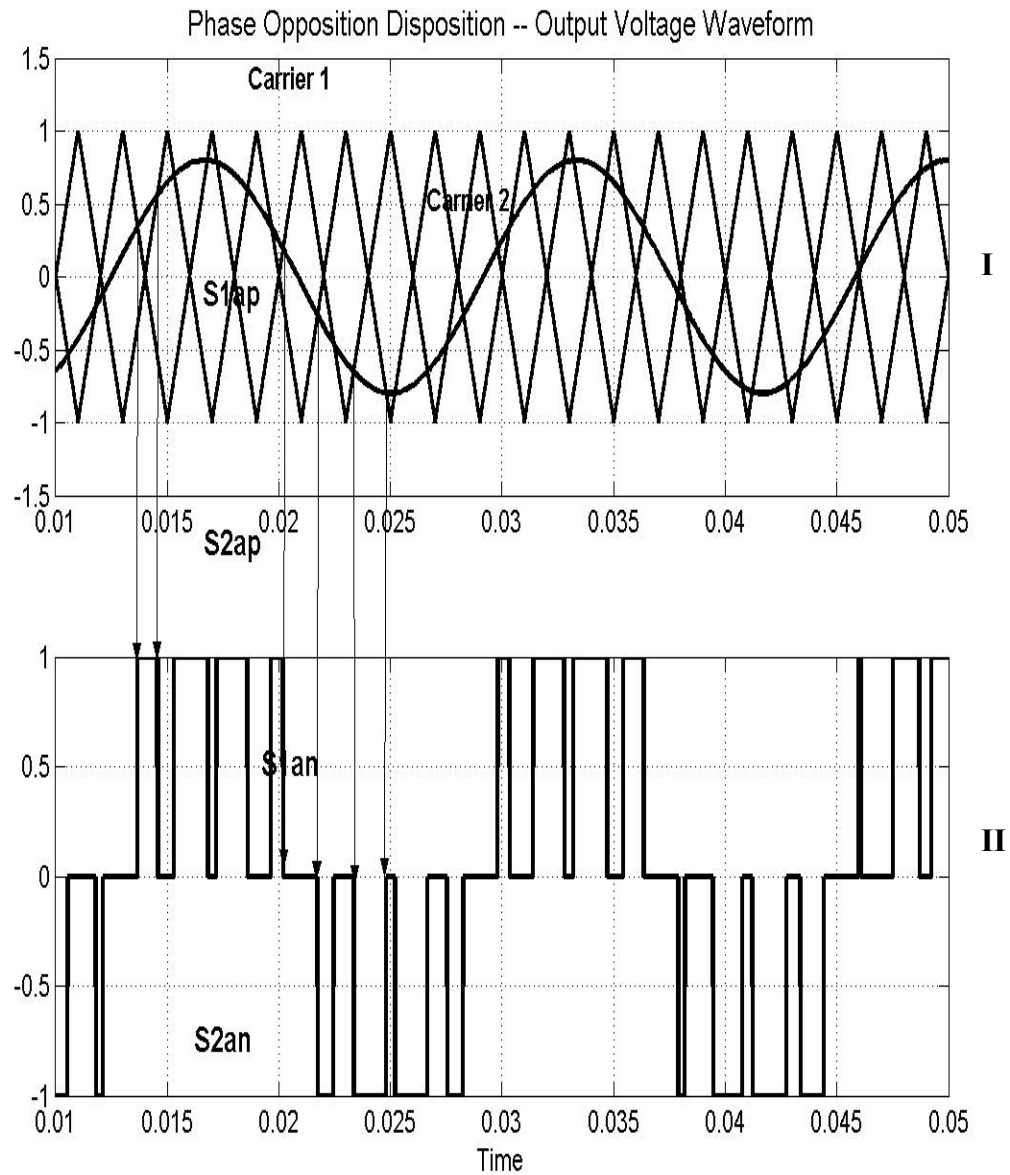 Phase Opposition Disposition -- Output Voltage Waveform
1.5
Carrier 1
1
0.5
Carrier 2
I
0
S1ap
-0.5
-1
-1.5
0.01 0.015 0.02 0.025 0.03 0.035 0.04 0.045 0.05
S2ap
1
S1an
0.5
II
0
-0.5
S2an
-1
0.01 0.015 0.02 0.025 0.03 0.035 0.04 0.045 0.05
Time